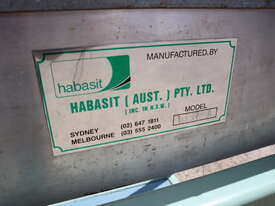 MANUFACTURED.BY
habasit
HABASIT ( AUST. ) PTY. LTD.
( INC. IN N.S.W. )
MODEL
SYDNEY (02) 647 1811
MELBOURNE (03) 555 2400